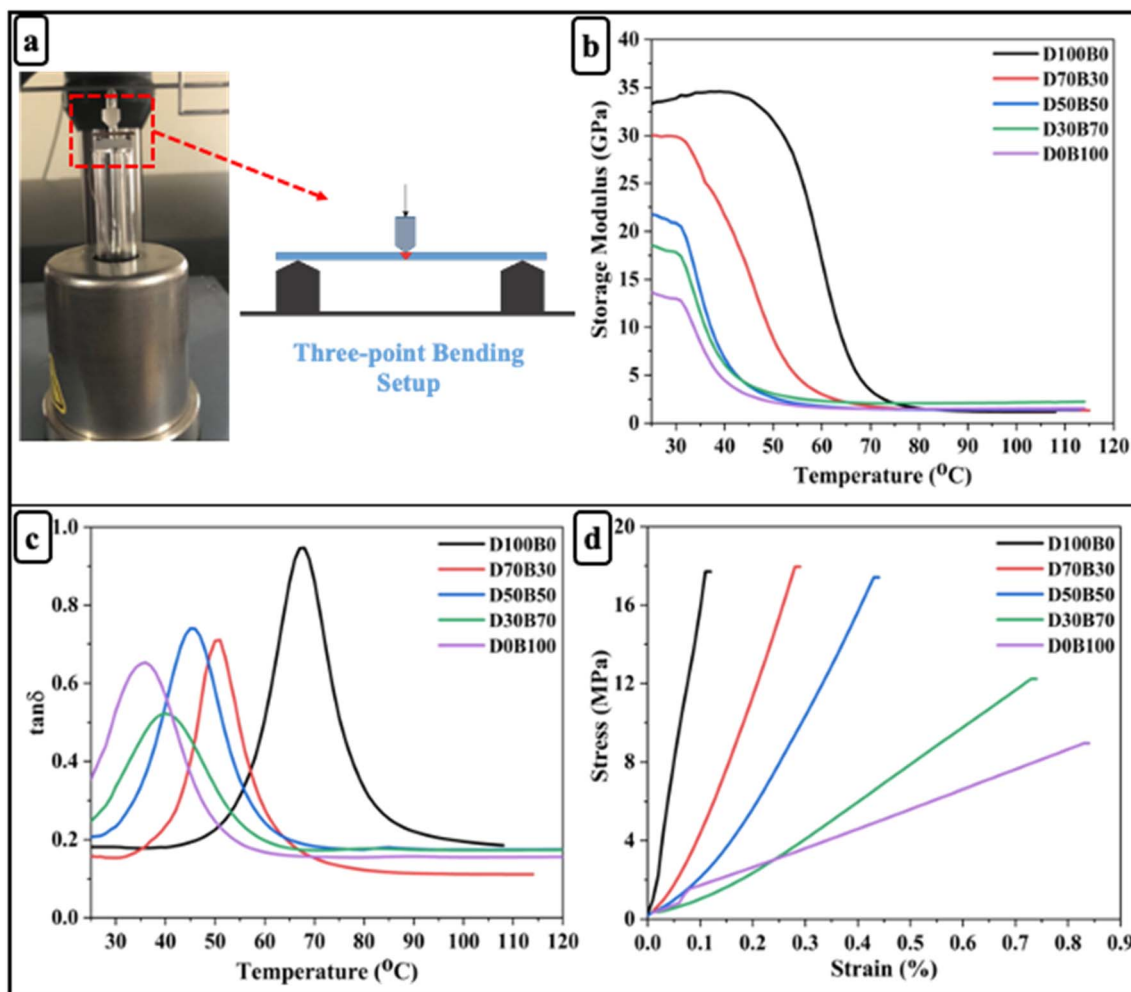 a
Three-point Bending
Setup
b
40
35
30
25
20
15
10
5
0
Storage Modulus (GPa)
30 40 50 60 70 80 90 100 110 120
Temperature (⁰C)
D100B0
D70B30
D50B50
D30B70
D0B100
c
1.0
0.8
0.6
0.4
0.2
0.0
tanδ
30 40 50 60 70 80 90 100 110 120
Temperature (⁰C)
D100B0
D70B30
D50B50
D30B70
D0B100
d
20
16
12
8
4
0
Stress (MPa)
0.0 0.1 0.2 0.3 0.4 0.5 0.6 0.7 0.8 0.9
Strain (%)
D100B0
D70B30
D50B50
D30B70
D0B100